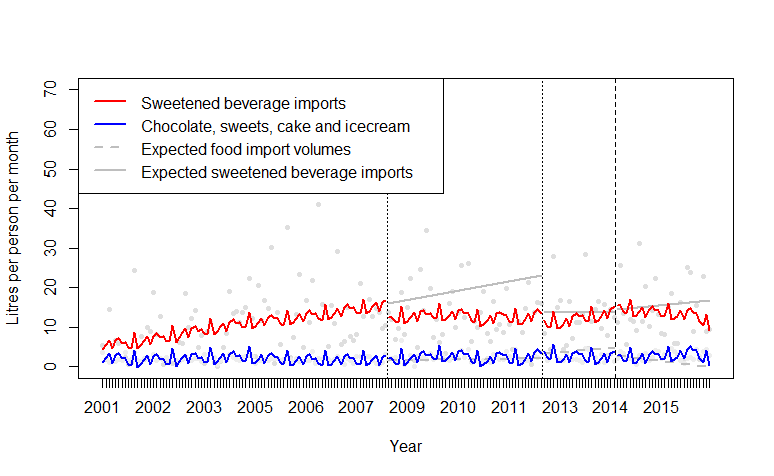 Litres per person per month
70
60
50
40
30
20
10
0
Sweetened beverage imports
Chocolate, sweets, cake and icecream
Expected food import volumes
Expected sweetened beverage imports
2001 2002 2003 2005 2006 2007 2009 2010 2011 2013 2014 2015
Year